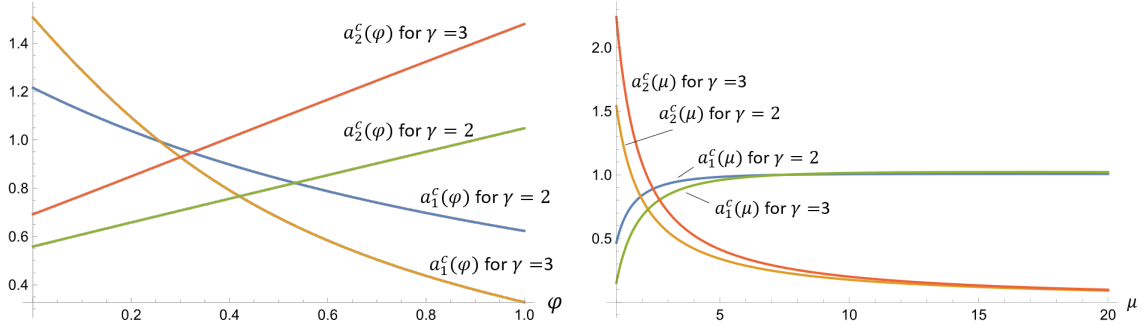 1.4
1.2
1.0
0.8
0.6
0.4
0.2
0.4
0.6
0.8
1.0
φ
a₂ᶜ(φ) for γ =3
a₂ᶜ(φ) for γ = 2
a₁ᶜ(φ) for γ = 2
a₁ᶜ(φ) for γ =3
2.0
1.5
1.0
0.5
5
10
15
20
μ
a₂ᶜ(μ) for γ =3
a₂ᶜ(μ) for γ = 2
a₁ᶜ(μ) for γ = 2
a₁ᶜ(μ) for γ =3